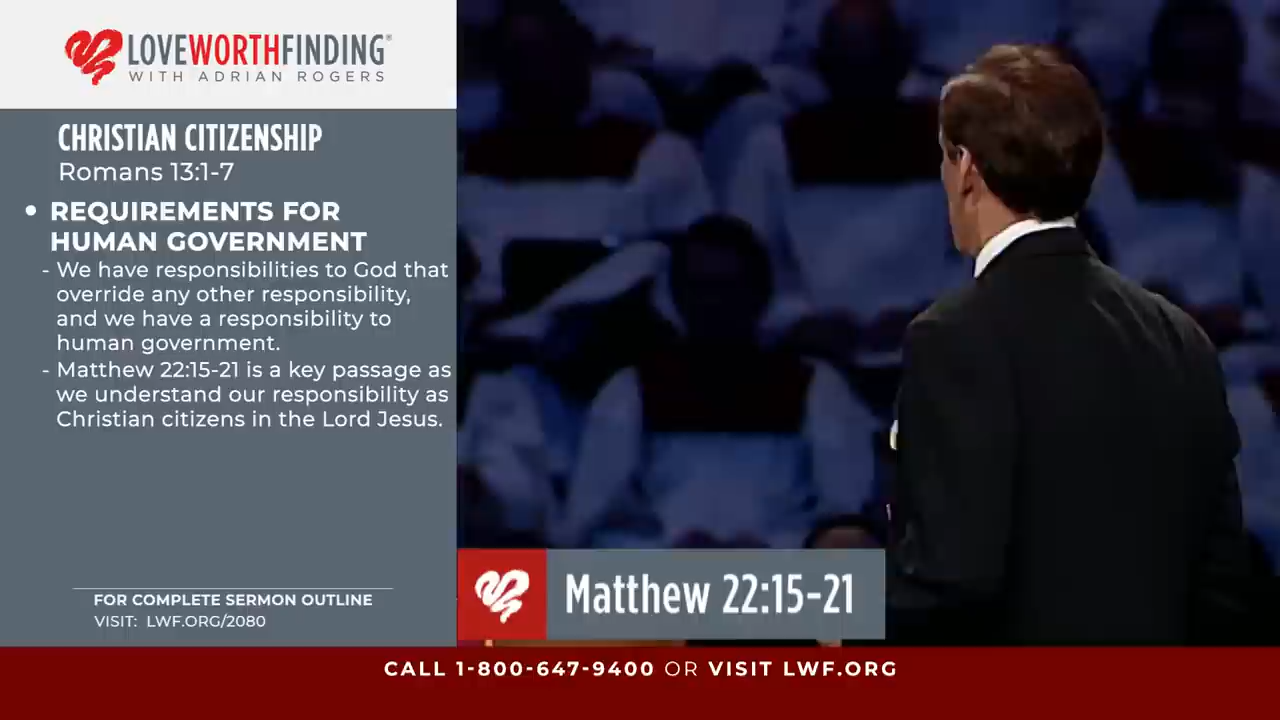 LOVEWORTHFINDING®
WITH ADRIAN ROGERS
CHRISTIAN CITIZENSHIP
Romans 13:1-7
• REQUIREMENTS FOR
HUMAN GOVERNMENT
- We have responsibilities to God that
override any other responsibility,
and we have a responsibility to
human government.
- Matthew 22:15-21 is a key passage as
we understand our responsibility as
Christian citizens in the Lord Jesus.
FOR COMPLETE SERMON OUTLINE
VISIT: LWF.ORG/2080
Matthew 22:15-21
CALL 1-800-647-9400 OR VISIT LWF.ORG